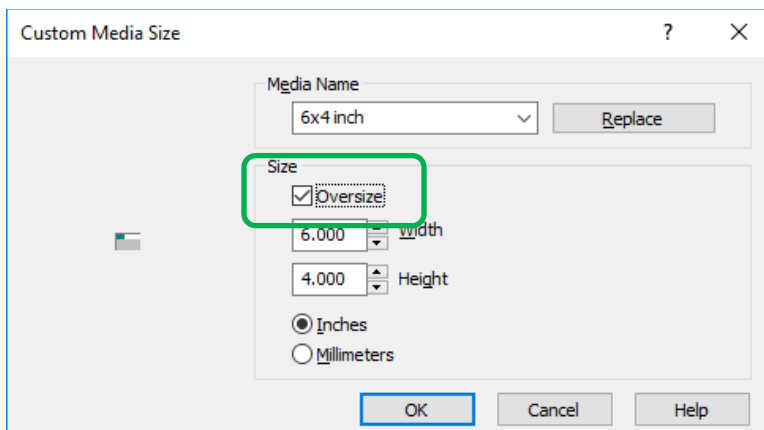 Custom Media Size ?
Media Name
6x4 inch Replace
Size
Oversize
6.000 Width
4.000 Height
Inches
Millimeters
OK Cancel Help